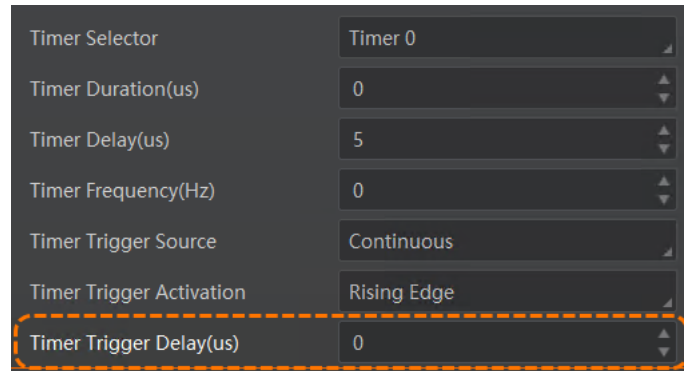 Timer Selector Timer 0
Timer Duration(us) 0
Timer Delay(us) 5
Timer Frequency(Hz) 0
Timer Trigger Source Continuous
Timer Trigger Activation Rising Edge
Timer Trigger Delay(us) 0